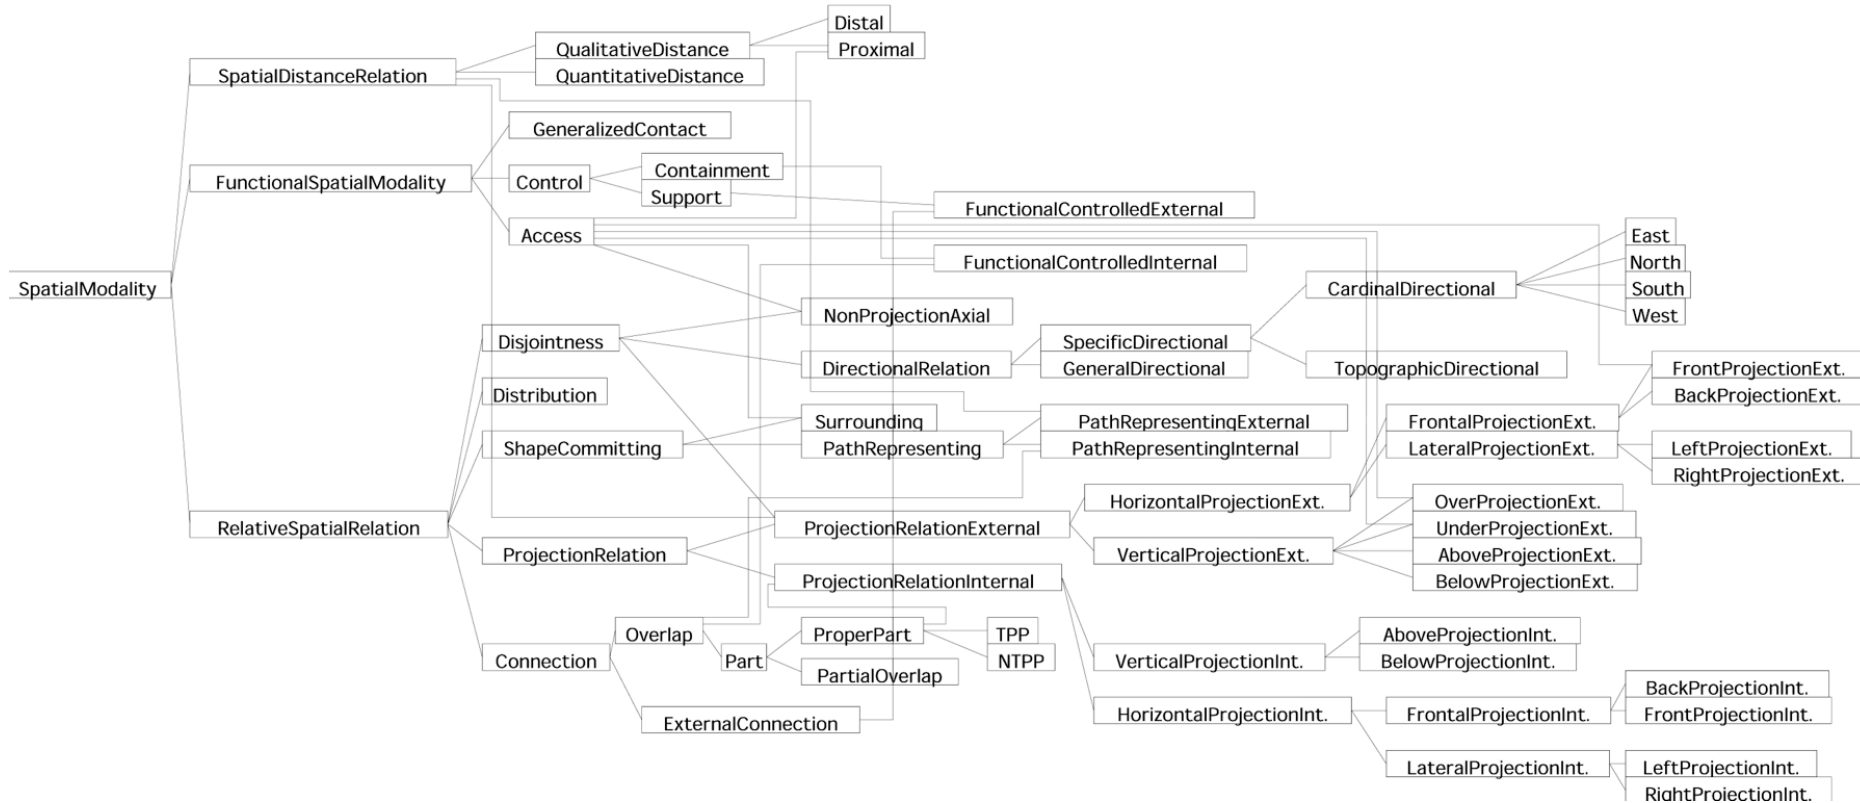 Distal
QualitativeDistance
Proximal
SpatialDistanceRelation
QuantitativeDistance
GeneralizedContact
Containment
FunctionalSpatialModality
Control
Support
FunctionalControlledExternal
Access
East
FunctionalControlledInternal
North
SpatialModality
CardinalDirectional
South
NonProjectionAxial
West
Disjointness
SpecificDirectional
DirectionalRelation
GeneralDirectional
TopographicDirectional
FrontProjectionExt.
Distribution
BackProjectionExt.
Surrounding
PathRepresentingExternal
FrontalProjectionExt.
ShapeCommitting
PathRepresenting
PathRepresentingInternal
LateralProjectionExt.
LeftProjectionExt.
RightProjectionExt.
HorizontalProjectionExt.
OverProjectionExt.
RelativeSpatialRelation
ProjectionRelationExternal
UnderProjectionExt.
ProjectionRelation
VerticalProjectionExt.
AboveProjectionExt.
ProjectionRelationInternal
BelowProjectionExt.
Overlap
ProperPart
TPP
AboveProjectionInt.
Connection
Part
NTPP
VerticalProjectionInt.
BelowProjectionInt.
PartialOverlap
BackProjectionInt.
ExternalConnection
HorizontalProjectionInt.
FrontalProjectionInt.
FrontProjectionInt.
LateralProjectionInt.
LeftProjectionInt.
RightProjectionInt.